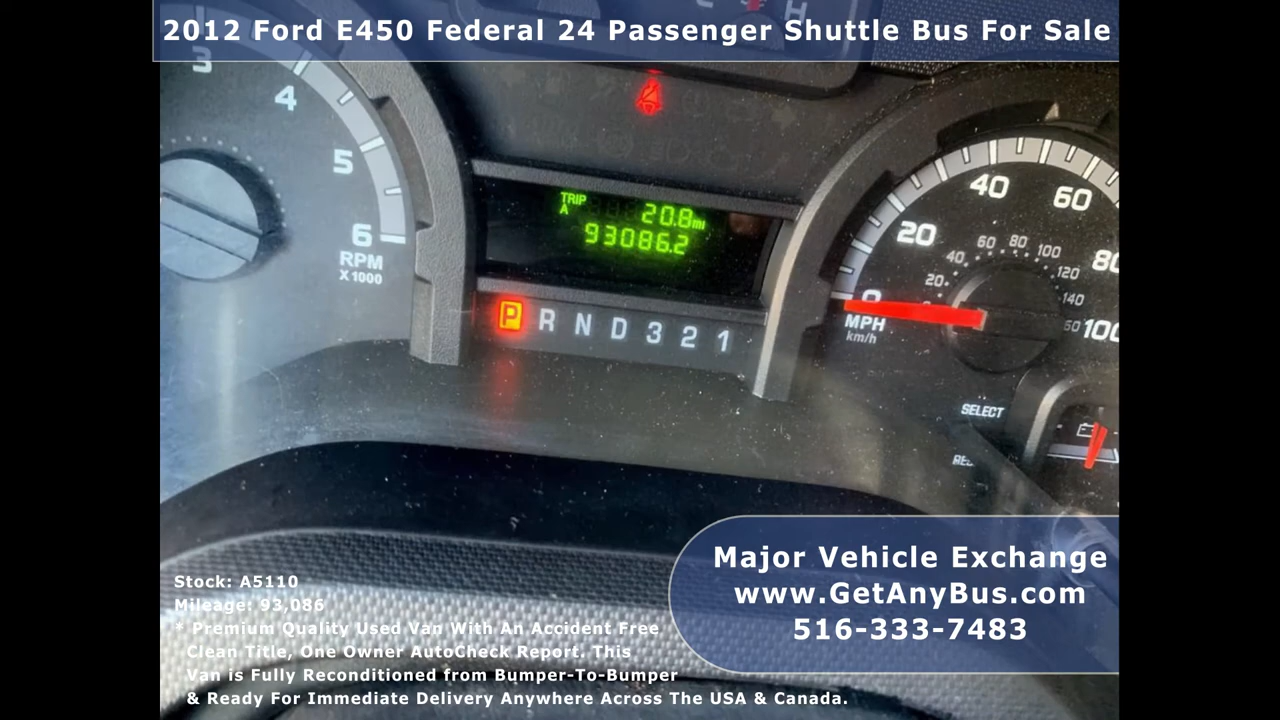 2012 Ford E450 Federal 24 Passenger Shuttle Bus For Sale
H
3
4
5
6
RPM
X1000
TRIP
A
20.8mi
93086.2
P R N D 3 2 1
20 40 60 80 100
0
20 40 60 80 100 120 140
MPH
km/h
SELECT
Major Vehicle Exchange
www.GetAnyBus.com
516-333-7483
Stock: A5110
Mileage: 93,086
* Premium Quality Used Van With An Accident Free
Clean Title, One Owner AutoCheck Report. This
Van is Fully Reconditioned from Bumper-To-Bumper
& Ready For Immediate Delivery Anywhere Across The USA & Canada.